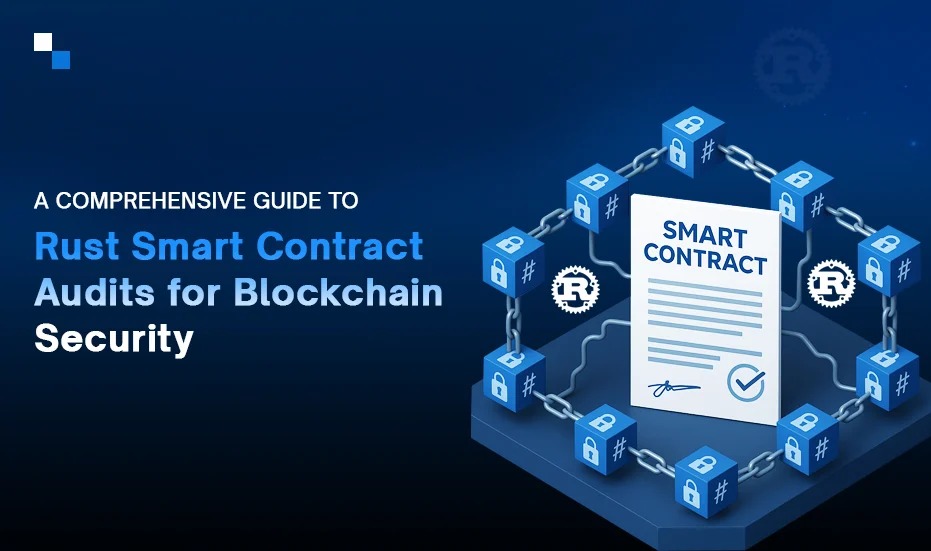 A COMPREHENSIVE GUIDE TO
Rust Smart Contract
Audits for Blockchain
Security
SMART
CONTRACT
#
#
#
#
#
#
#
#
#
#
R
R
R